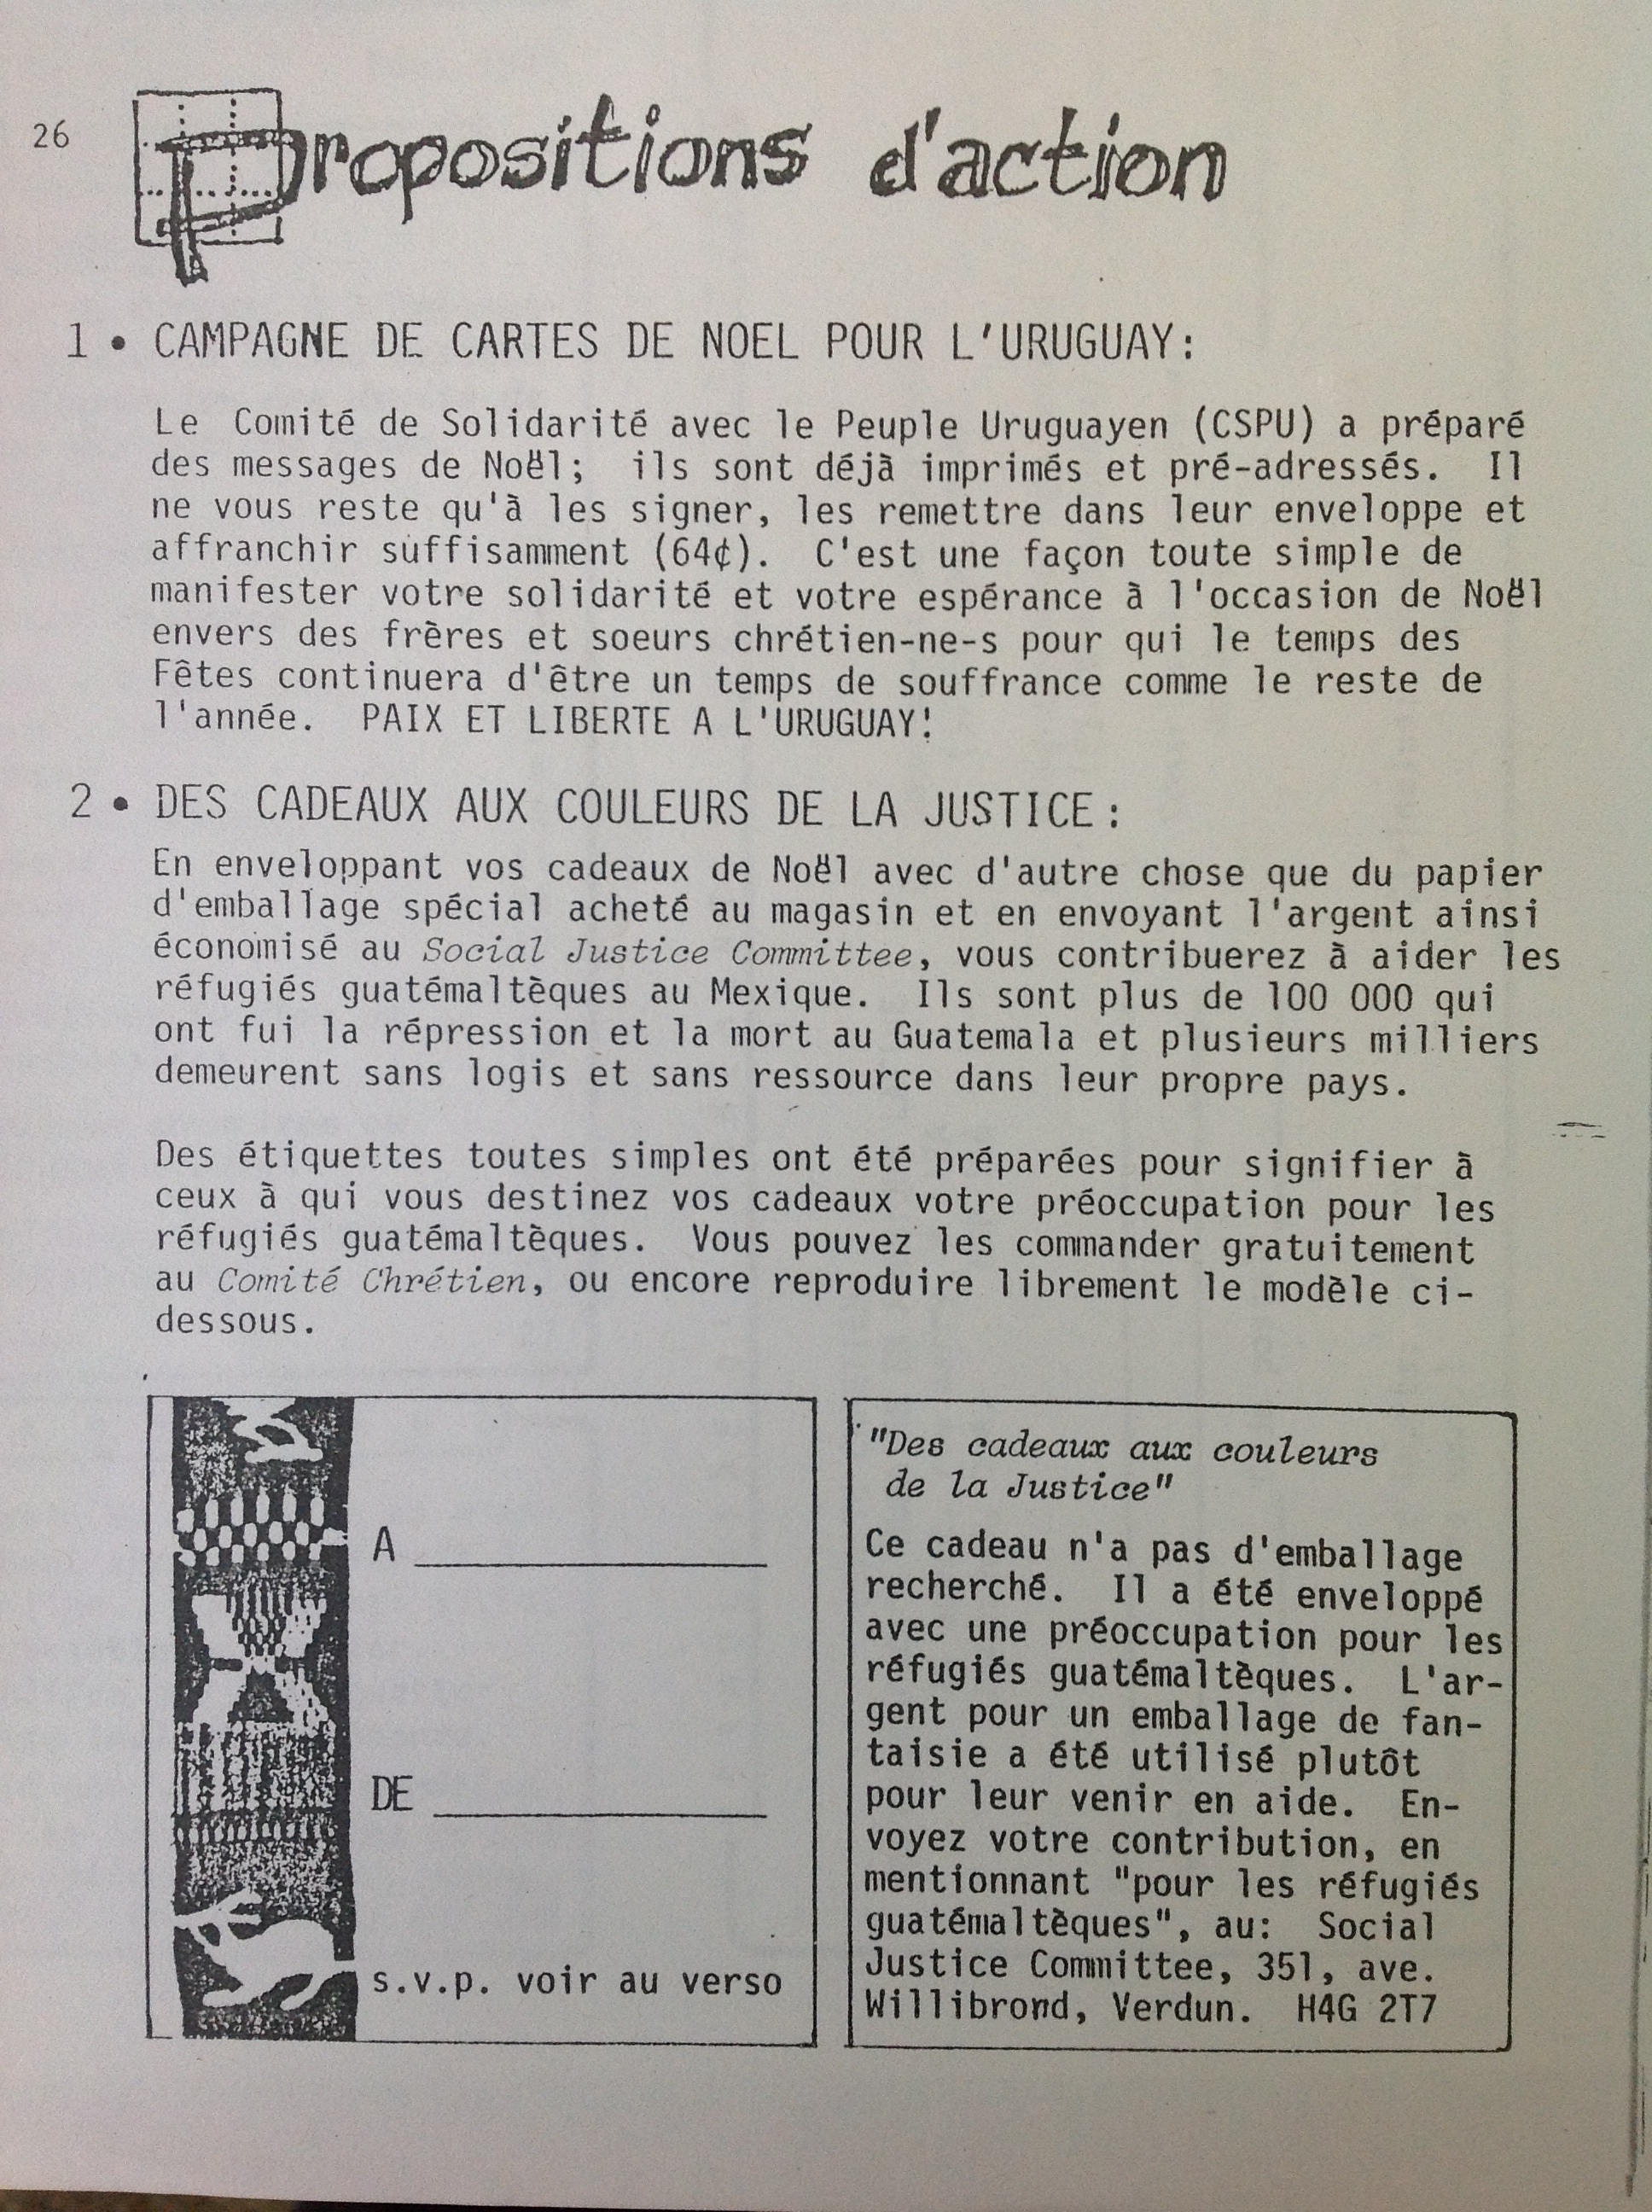 26
Propositions d'action
1 • CAMPAGNE DE CARTES DE NOEL POUR L'URUGUAY:
Le Comité de Solidarité avec le Peuple Uruguayen (CSPU) a préparé
des messages de Noël; ils sont déjà imprimés et pré-adressés. Il
ne vous reste qu'à les signer, les remettre dans leur enveloppe et
affranchir suffisamment (64¢). C'est une façon toute simple de
manifester votre solidarité et votre espérance à l'occasion de Noël
envers des frères et soeurs chrétien-ne-s pour qui le temps des
Fêtes continuera d'être un temps de souffrance comme le reste de
l'année. PAIX ET LIBERTE A L'URUGUAY!
2 • DES CADEAUX AUX COULEURS DE LA JUSTICE:
En enveloppant vos cadeaux de Noël avec d'autre chose que du papier
d'emballage spécial acheté au magasin et en envoyant l'argent ainsi
économisé au Social Justice Committee, vous contribuerez à aider les
réfugiés guatémaltèques au Mexique. Ils sont plus de 100 000 qui
ont fui la répression et la mort au Guatemala et plusieurs milliers
demeurent sans logis et sans ressource dans leur propre pays.
Des étiquettes toutes simples ont été préparées pour signifier à
ceux à qui vous destinez vos cadeaux votre préoccupation pour les
réfugiés guatémaltèques. Vous pouvez les commander gratuitement
au Comité Chrétien, ou encore reproduire librement le modèle ci-
dessous.
A
DE
s.v.p. voir au verso
"Des cadeaux aux couleurs
de la Justice"
Ce cadeau n'a pas d'emballage
recherché. Il a été enveloppé
avec une préoccupation pour les
réfugiés guatémaltèques. L'ar-
gent pour un emballage de fan-
taisie a été utilisé plutôt
pour leur venir en aide. En-
voyez votre contribution, en
mentionnant "pour les réfugiés
guatémaltèques", au: Social
Justice Committee, 351, ave.
Willibrord, Verdun. H4G 2T7